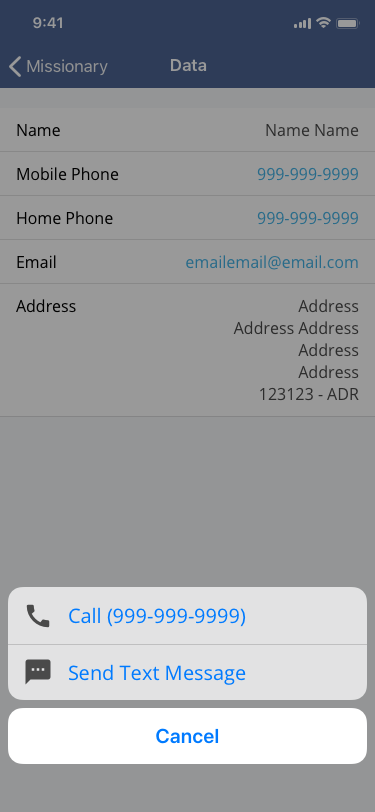 9:41
Missionary
Data
Name
Name Name
Mobile Phone
999-999-9999
Home Phone
999-999-9999
Email
emailemail@email.com
Address
Address
Address Address
Address
Address
123123 - ADR
Call (999-999-9999)
Send Text Message
Cancel